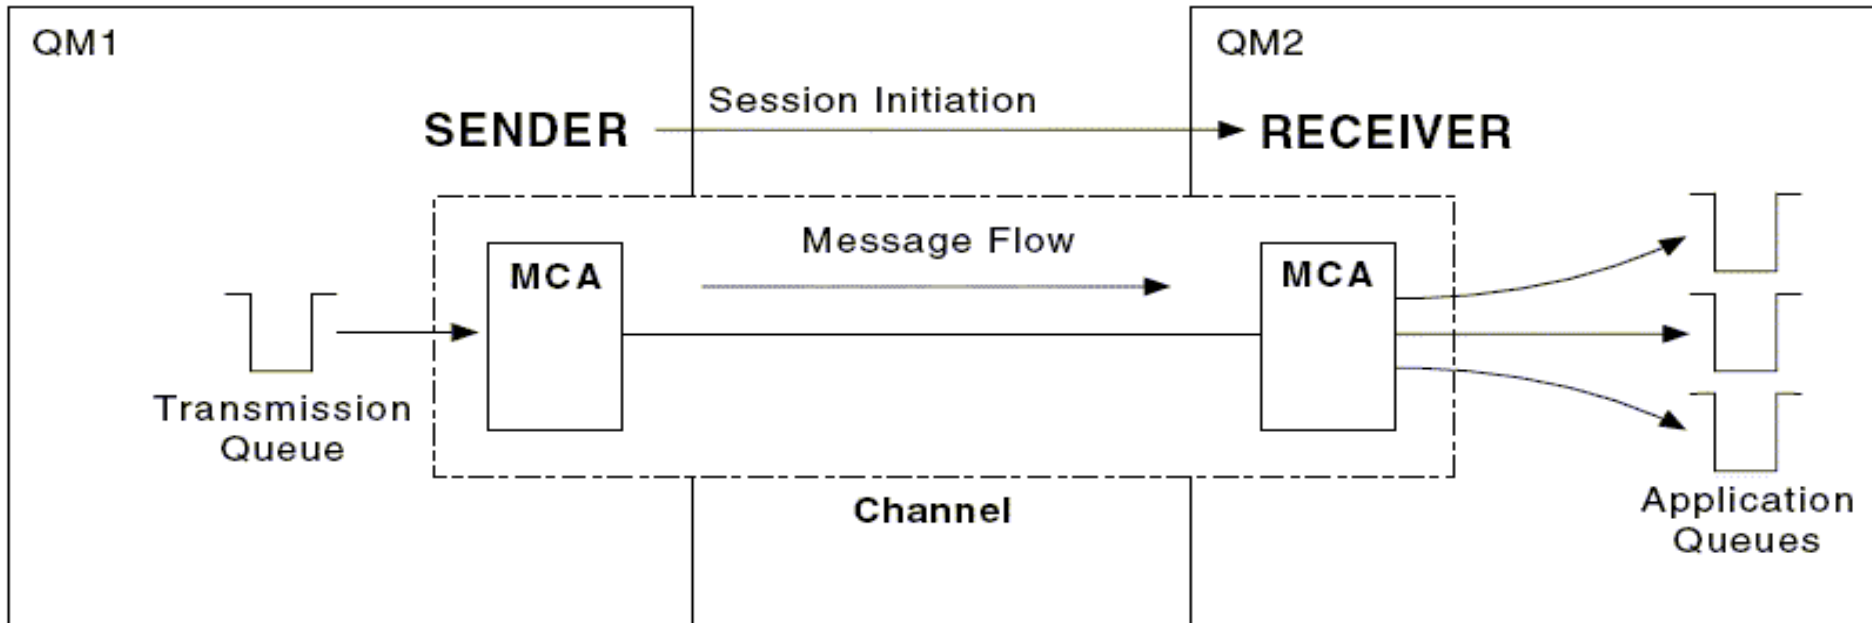 QM1
QM2
Session Initiation
SENDER
RECEIVER
Message Flow
MCA
MCA
Transmission
Queue
Channel
Application
Queues